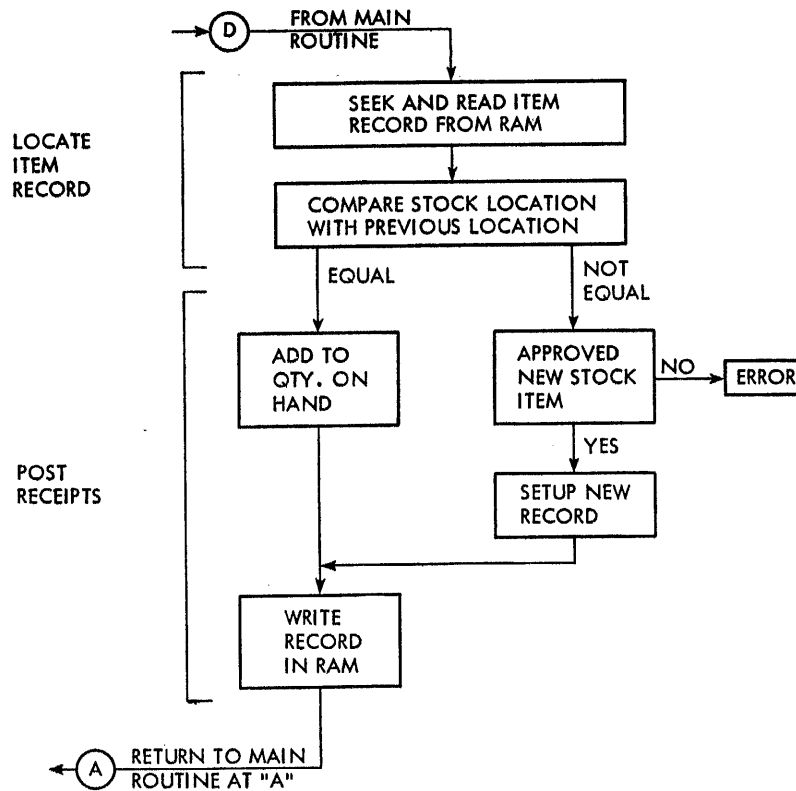 D
FROM MAIN
ROUTINE
LOCATE
ITEM
RECORD
SEEK AND READ ITEM
RECORD FROM RAM
COMPARE STOCK LOCATION
WITH PREVIOUS LOCATION
EQUAL
NOT
EQUAL
POST
RECEIPTS
ADD TO
QTY. ON
HAND
APPROVED
NEW STOCK
ITEM
NO
ERROR
YES
SETUP NEW
RECORD
WRITE
RECORD
IN RAM
A
RETURN TO MAIN
ROUTINE AT "A"